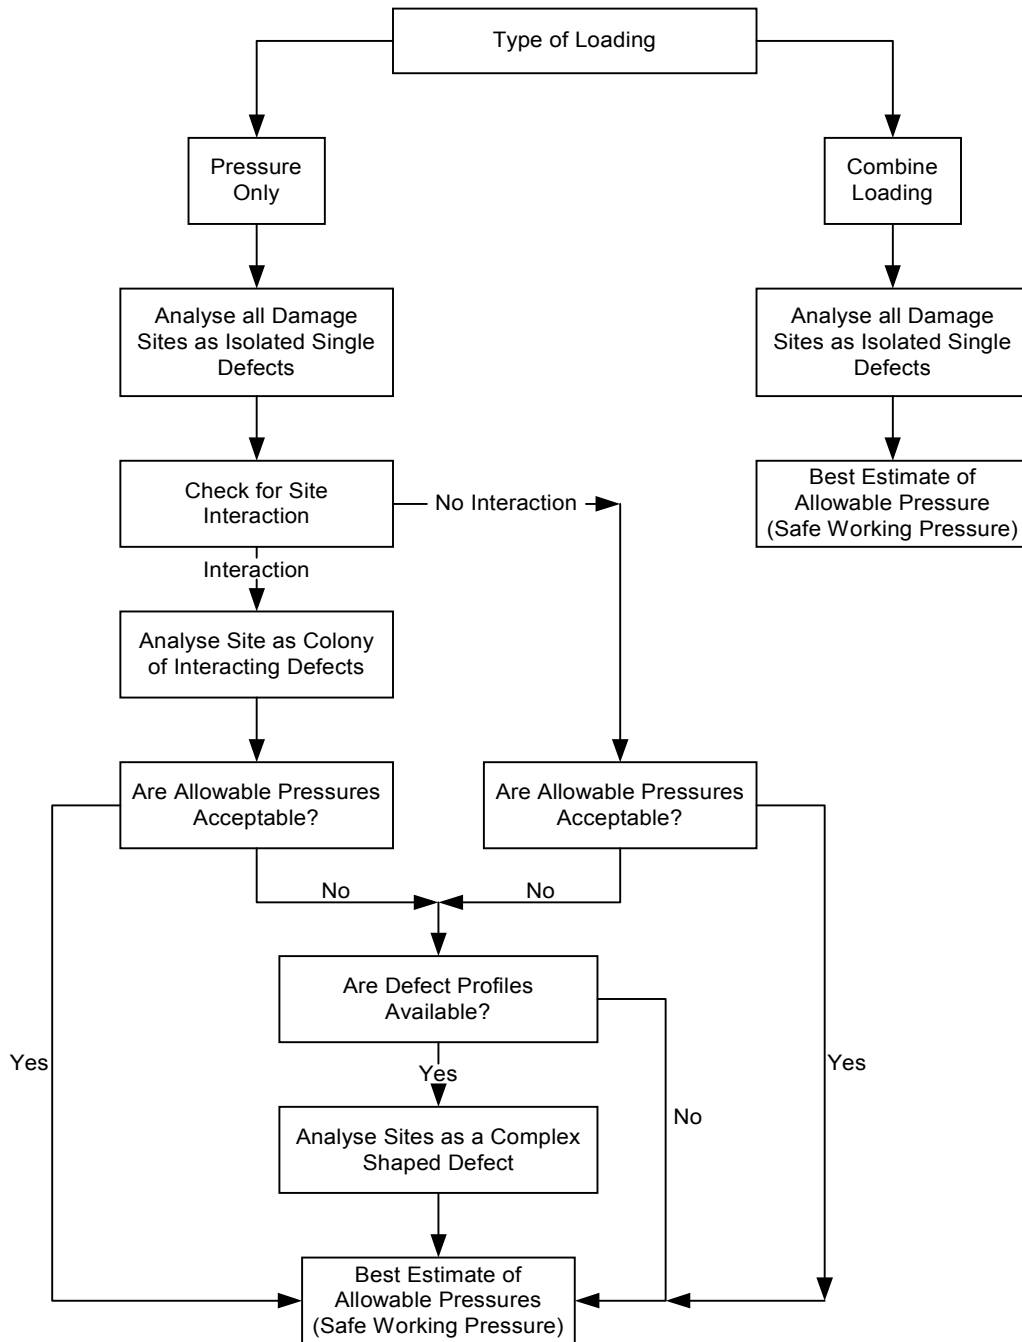 Type of Loading
Pressure
Only
Combine
Loading
Analyse all Damage
Sites as Isolated Single
Defects
Analyse all Damage
Sites as Isolated Single
Defects
Check for Site
Interaction
No Interaction
Best Estimate of
Allowable Pressure
(Safe Working Pressure)
Interaction
Analyse Site as Colony
of Interacting Defects
Are Allowable Pressures
Acceptable?
Are Allowable Pressures
Acceptable?
No
No
Are Defect Profiles
Available?
Yes
Yes
Yes
No
Analyse Sites as a Complex
Shaped Defect
Best Estimate of
Allowable Pressures
(Safe Working Pressure)